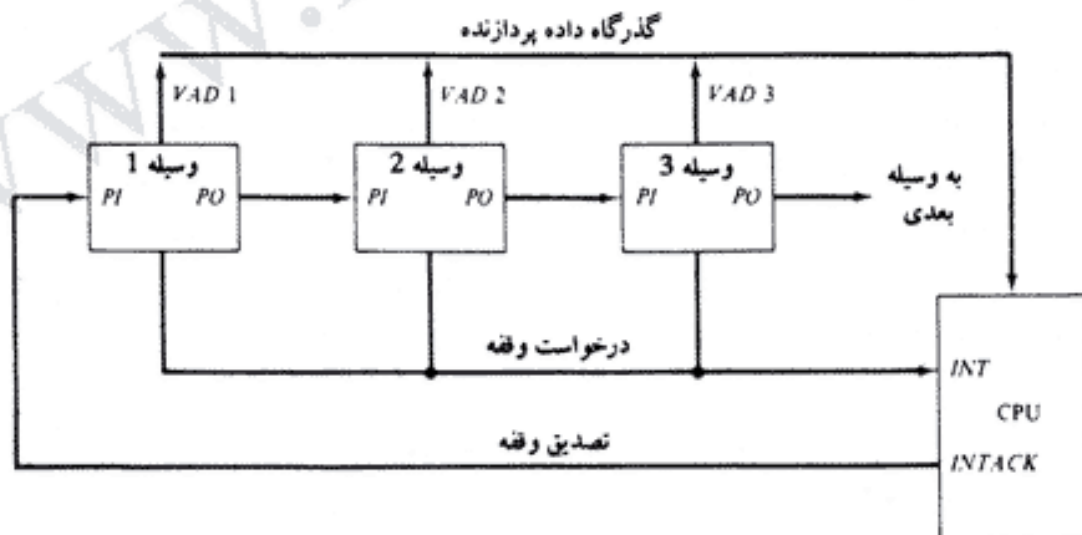 گذرگاه داده پردازنده
VAD 1
VAD 2
VAD 3
وسیله 1
PI
PO
وسیله 2
PI
PO
وسیله 3
PI
PO
به وسیله
بعدی
درخواست وقفه
INT
CPU
تصدیق وقفه
INTACK